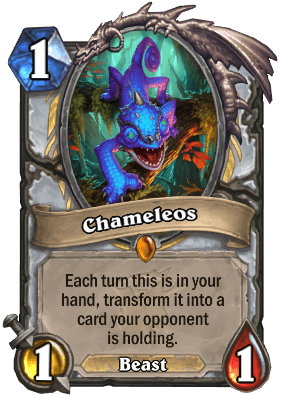 1
Chameleos
Each turn this is in your
hand, transform it into a
card your opponent
is holding.
1
Beast
1